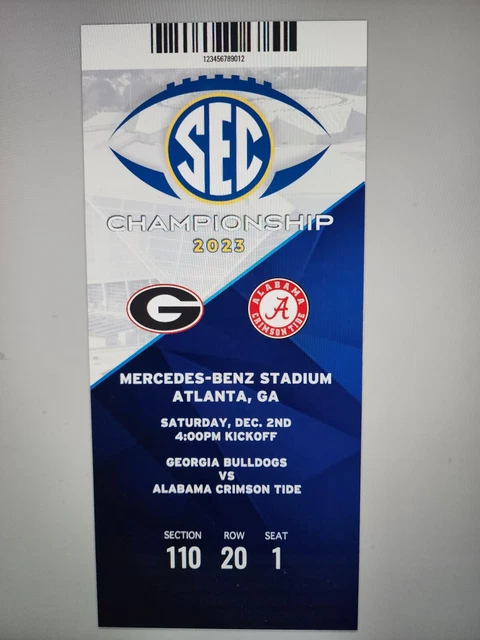 123456789012
SEC
CHAMPIONSHIP
2023
G
ALABAMA
A
CRIMSON TIDE
MERCEDES-BENZ STADIUM
ATLANTA, GA
SATURDAY, DEC. 2ND
4:00PM KICKOFF
GEORGIA BULLDOGS
VS
ALABAMA CRIMSON TIDE
SECTION ROW SEAT
110 20 1